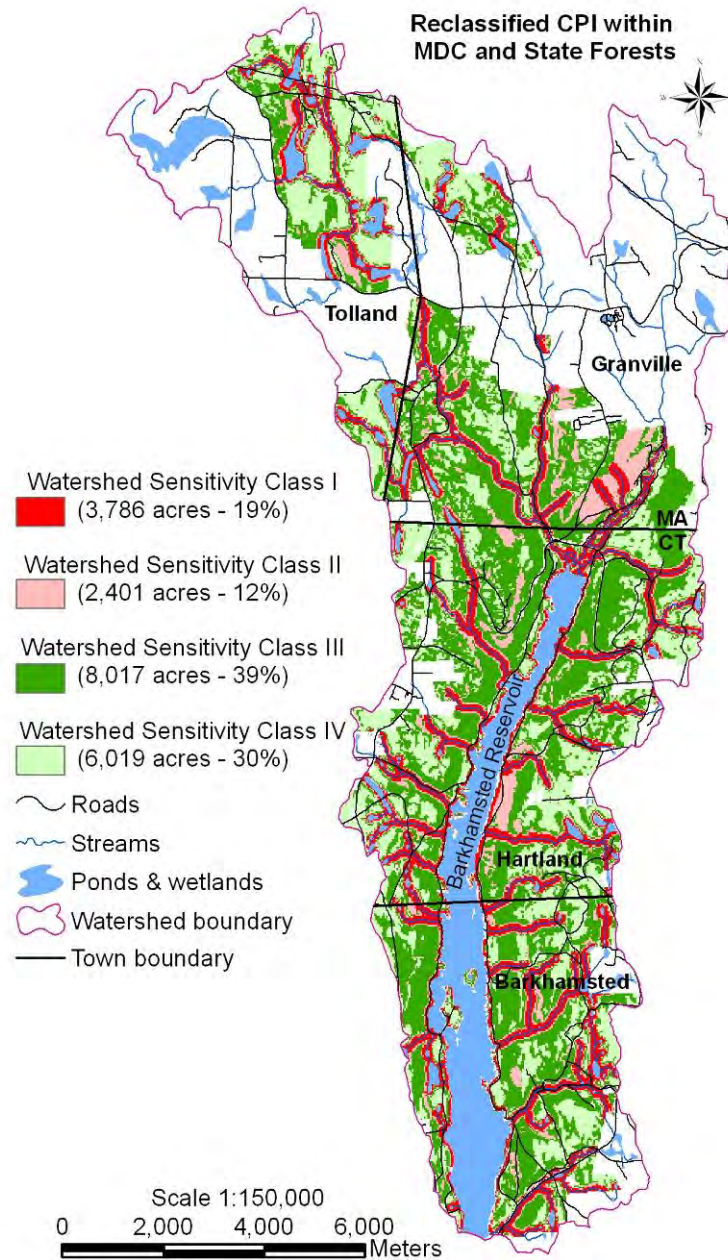 Reclassified CPI within
MDC and State Forests
Tolland
Granville
MA
CT
Barkhamsted Reservoir
Hartland
Barkhamsted
Watershed Sensitivity Class I
(3,786 acres - 19%)
Watershed Sensitivity Class II
(2,401 acres - 12%)
Watershed Sensitivity Class III
(8,017 acres - 39%)
Watershed Sensitivity Class IV
(6,019 acres - 30%)
Roads
Streams
Ponds & wetlands
Watershed boundary
Town boundary
Scale 1:150,000
0 2,000 4,000 6,000
Meters